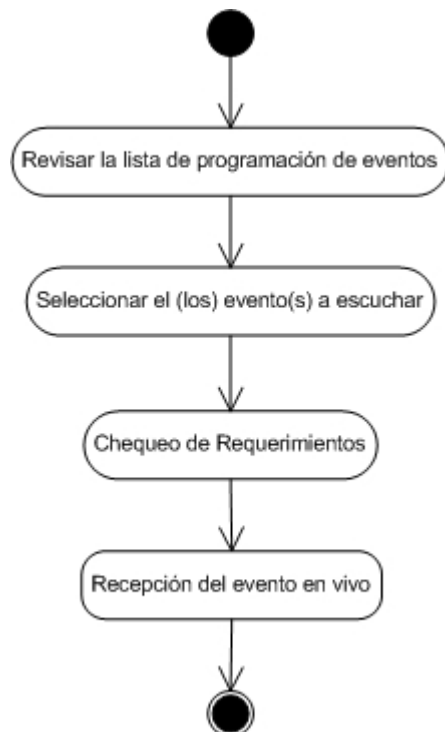 Revisar la lista de programación de eventos
Seleccionar el (los) evento(s) a escuchar
Chequeo de Requerimientos
Recepción del evento en vivo